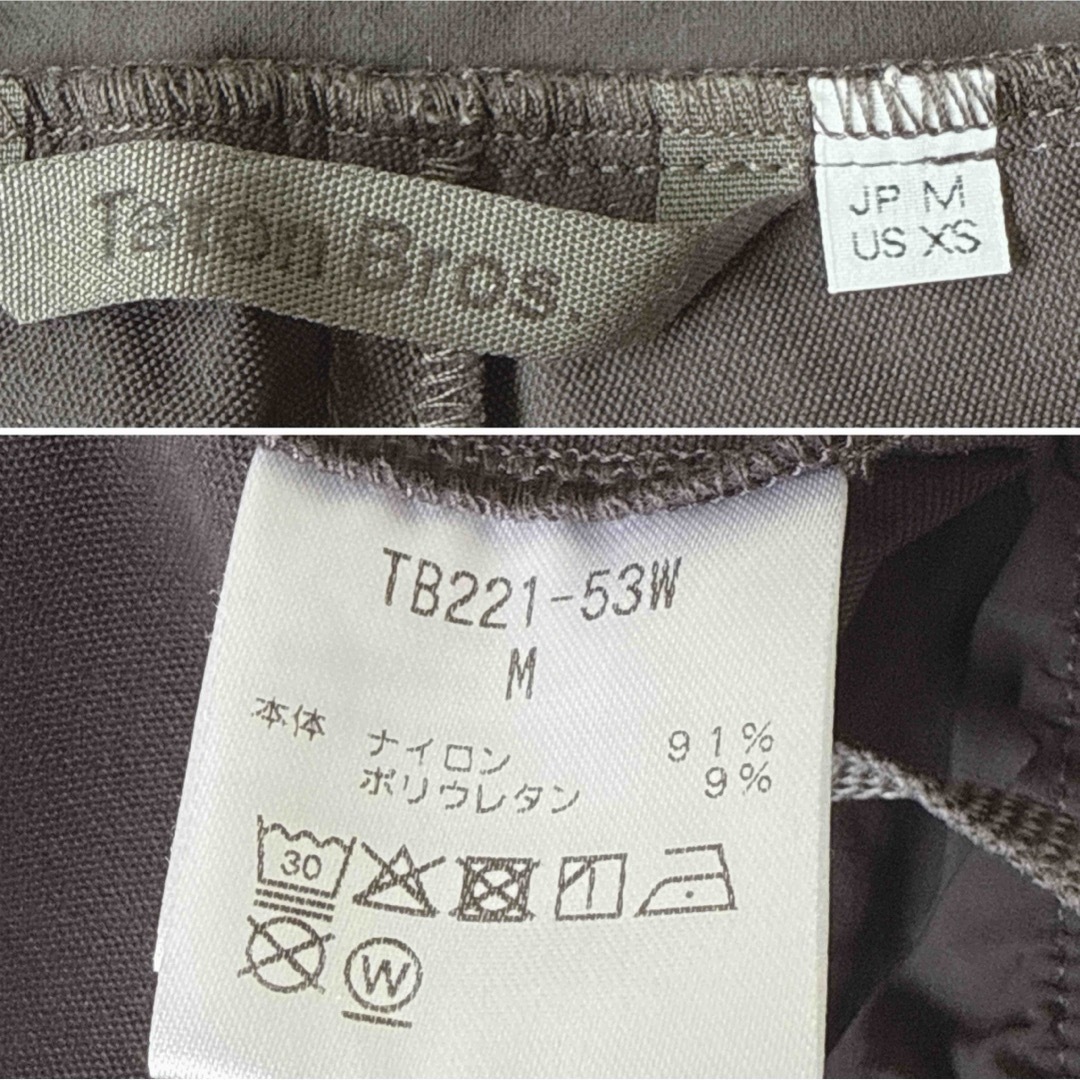 Teton Bros.
JP M
US XS
TB221-53W
M
本体 ナイロン 91%
ポリウレタン 9%
30
W